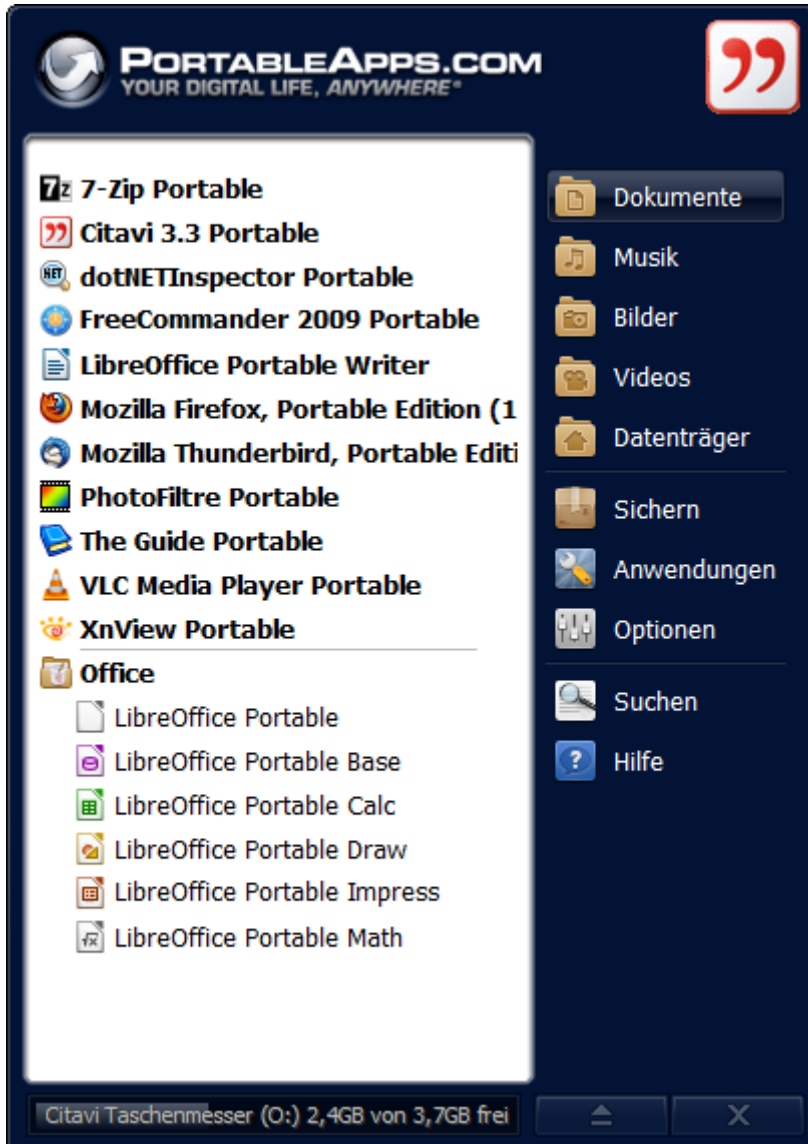 PORTABLEAPPS.COM
YOUR DIGITAL LIFE, ANYWHERE®
7-Zip Portable
Citavi 3.3 Portable
dotNETInspector Portable
FreeCommander 2009 Portable
LibreOffice Portable Writer
Mozilla Firefox, Portable Edition (1
Mozilla Thunderbird, Portable Editi
PhotoFiltre Portable
The Guide Portable
VLC Media Player Portable
XnView Portable
Office
LibreOffice Portable
LibreOffice Portable Base
LibreOffice Portable Calc
LibreOffice Portable Draw
LibreOffice Portable Impress
LibreOffice Portable Math
Citavi Taschenmesser (O:) 2,4GB von 3,7GB frei
Dokumente
Musik
Bilder
Videos
Datenträger
Sichern
Anwendungen
Optionen
Suchen
Hilfe